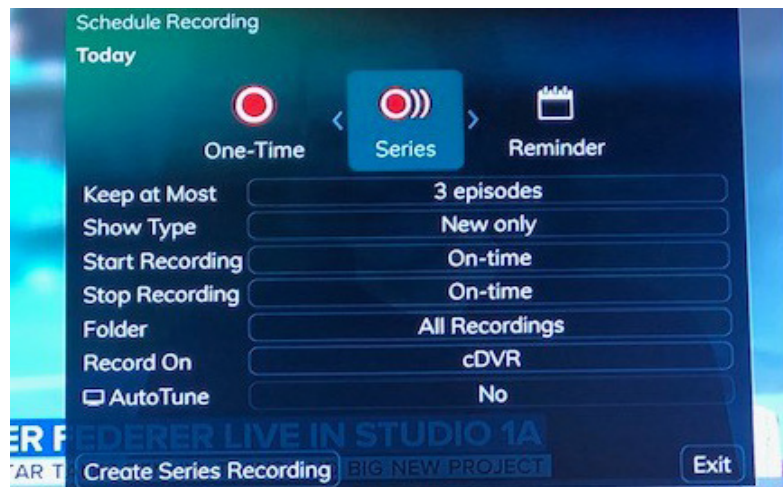 Schedule Recording
Today
One-Time
Series
Reminder
Keep at Most 3 episodes
Show Type New only
Start Recording On-time
Stop Recording On-time
Folder All Recordings
Record On cDVR
AutoTune No
ER FEDERER LIVE IN STUDIO 1A
TAR T BIG NEW PROJECT
Create Series Recording
Exit